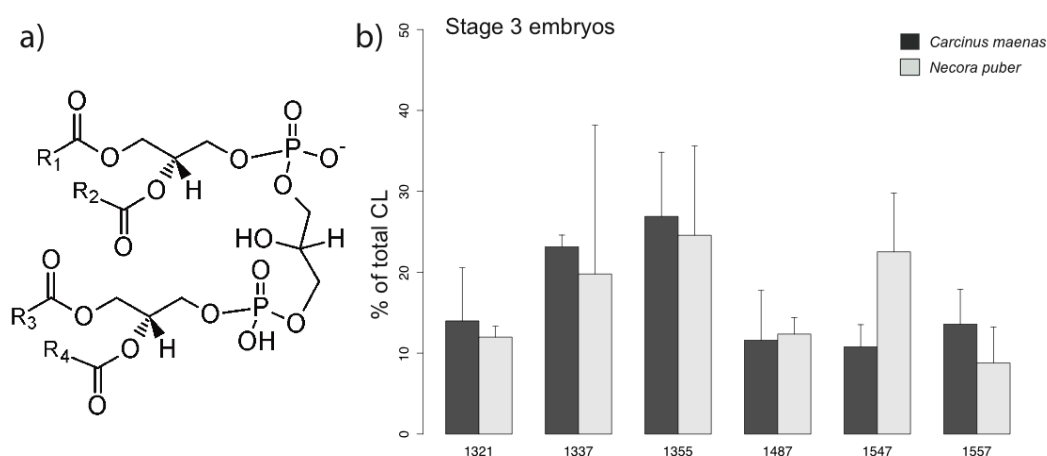 a)
O
R1
O
O
O
P
O-
O
R2
O
H
O
HO
H
O
O
R3
O
O
P
O
OH
R4
O
H
O
b)
Stage 3 embryos
Carcinus maenas
Necora puber
% of total CL
50
40
30
20
10
0
1321 1337 1355 1487 1547 1557